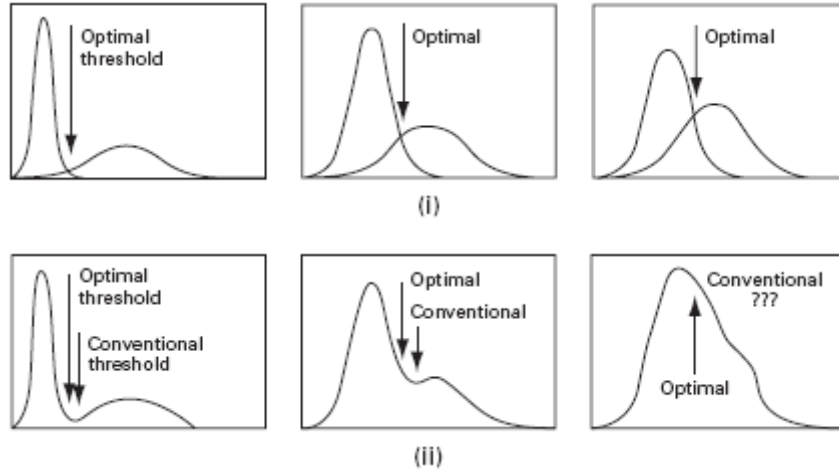 Optimal
threshold
Optimal
Optimal
(i)
Optimal
threshold
Conventional
threshold
Optimal
Conventional
Conventional
???
Optimal
(ii)